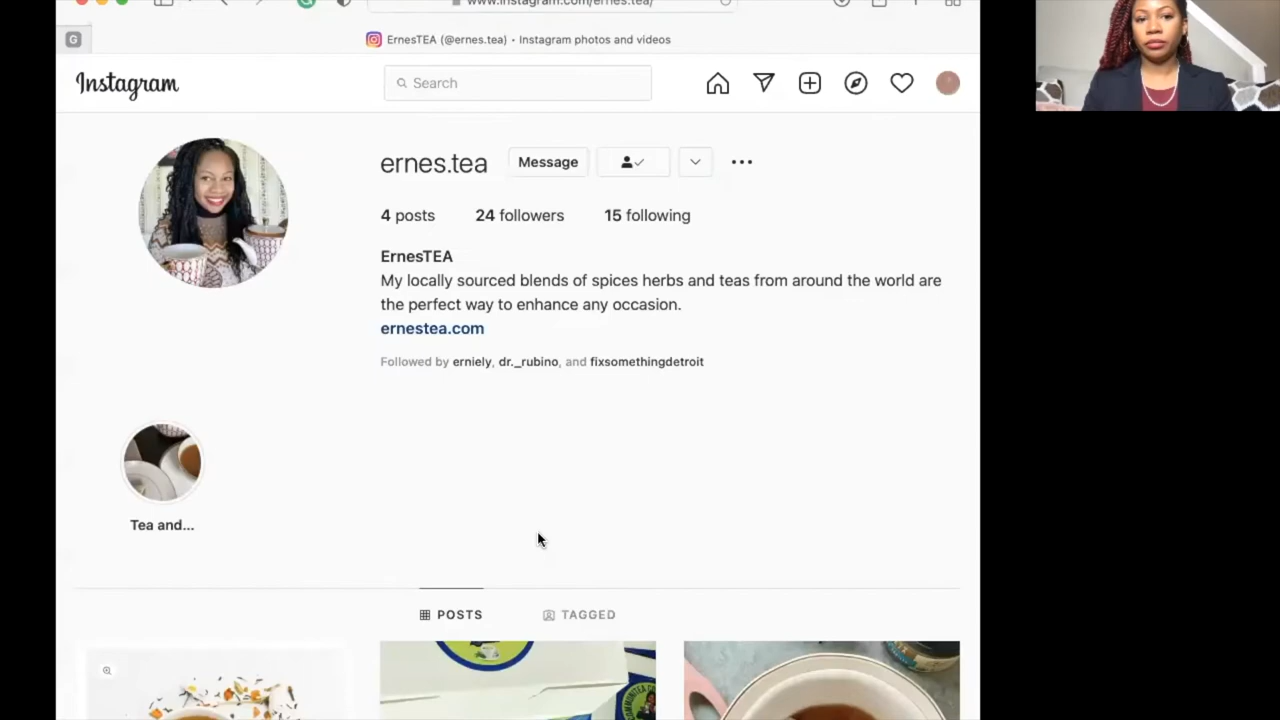 www.instagram.com/ernes.tea/
G
ErnesTEA (@ernes.tea) • Instagram photos and videos
Instagram
Search
ernes.tea Message
4 posts 24 followers 15 following
ErnesTEA
My locally sourced blends of spices herbs and teas from around the world are
the perfect way to enhance any occasion.
ernestea.com
Followed by erniely, dr._rubino, and fixsomethingdetroit
Tea and...
POSTS TAGGED